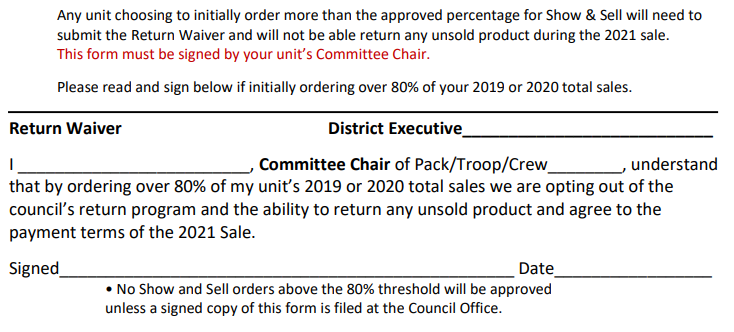 Any unit choosing to initially order more than the approved percentage for Show & Sell will need to
submit the Return Waiver and will not be able return any unsold product during the 2021 sale.
This form must be signed by your unit's Committee Chair.
Please read and sign below if initially ordering over 80% of your 2019 or 2020 total sales.
Return Waiver District Executive___________________________
I _________________________, Committee Chair of Pack/Troop/Crew________, understand
that by ordering over 80% of my unit's 2019 or 2020 total sales we are opting out of the
council's return program and the ability to return any unsold product and agree to the
payment terms of the 2021 Sale.
Signed_________________________________________________ Date_________________
• No Show and Sell orders above the 80% threshold will be approved
unless a signed copy of this form is filed at the Council Office.